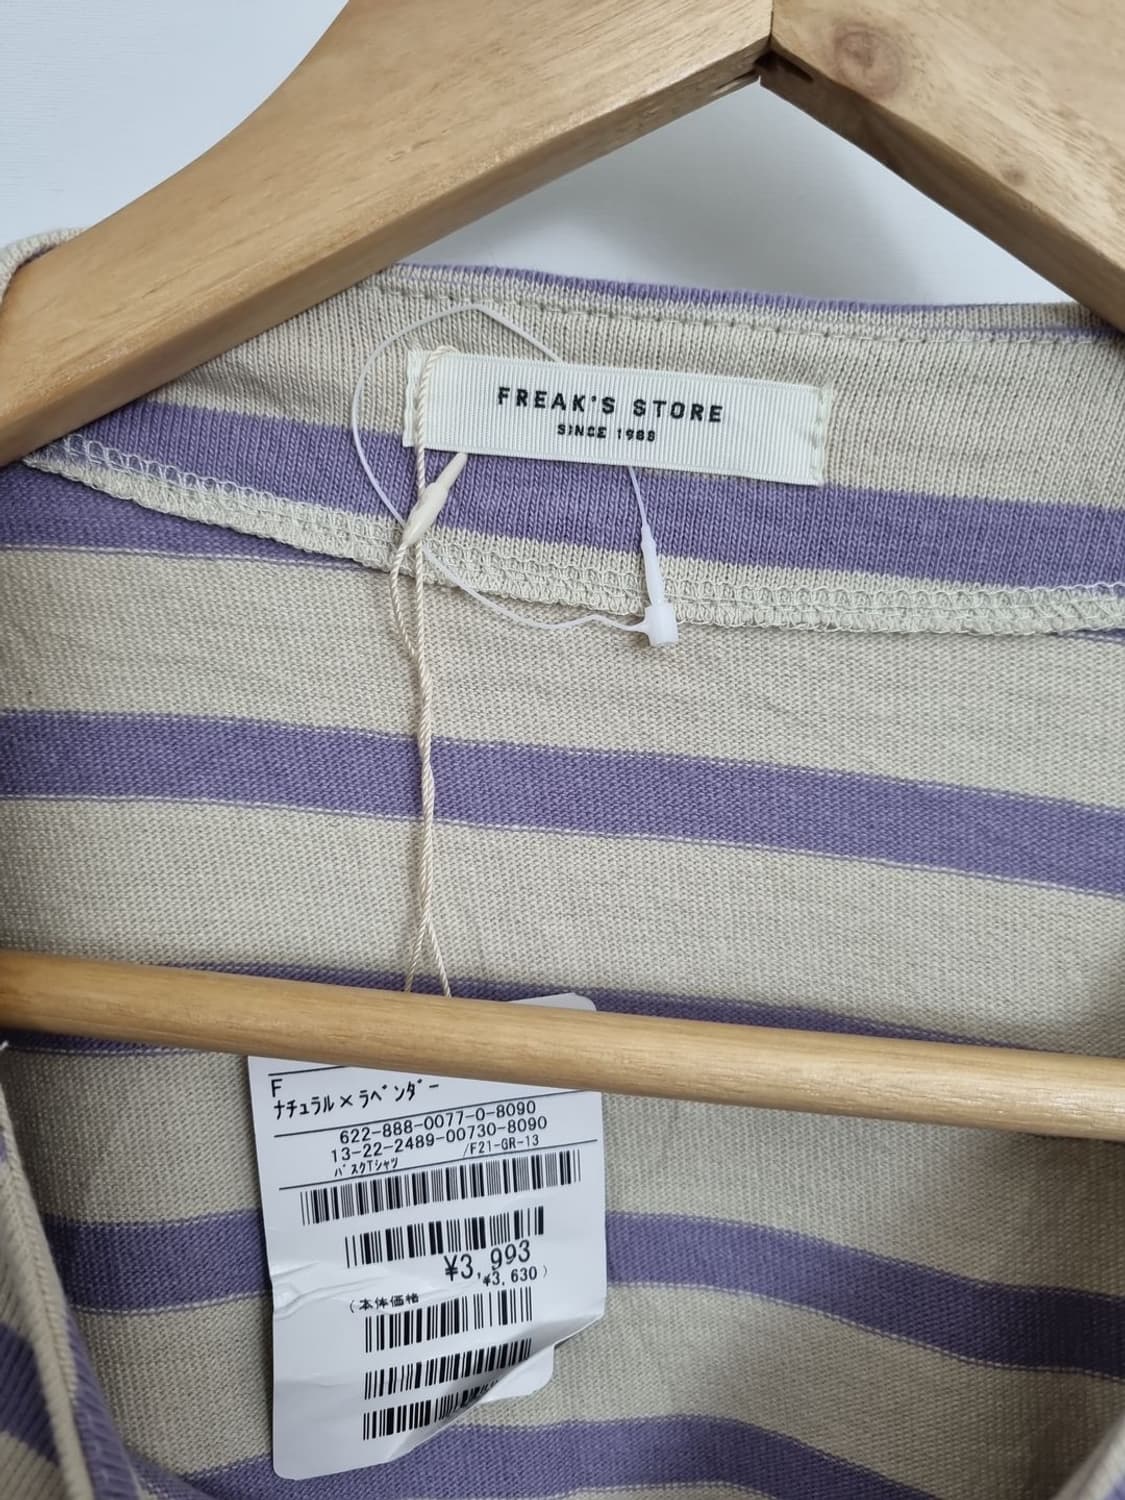 FREAK'S STORE
SINCE 1988
F
ナチュラル×ラベンダー
622-888-0077-0-8090
13-22-2489-00730-8090
バスクTシャツ /F21-GR-13
¥3,993
(本体価格 ¥3,630)